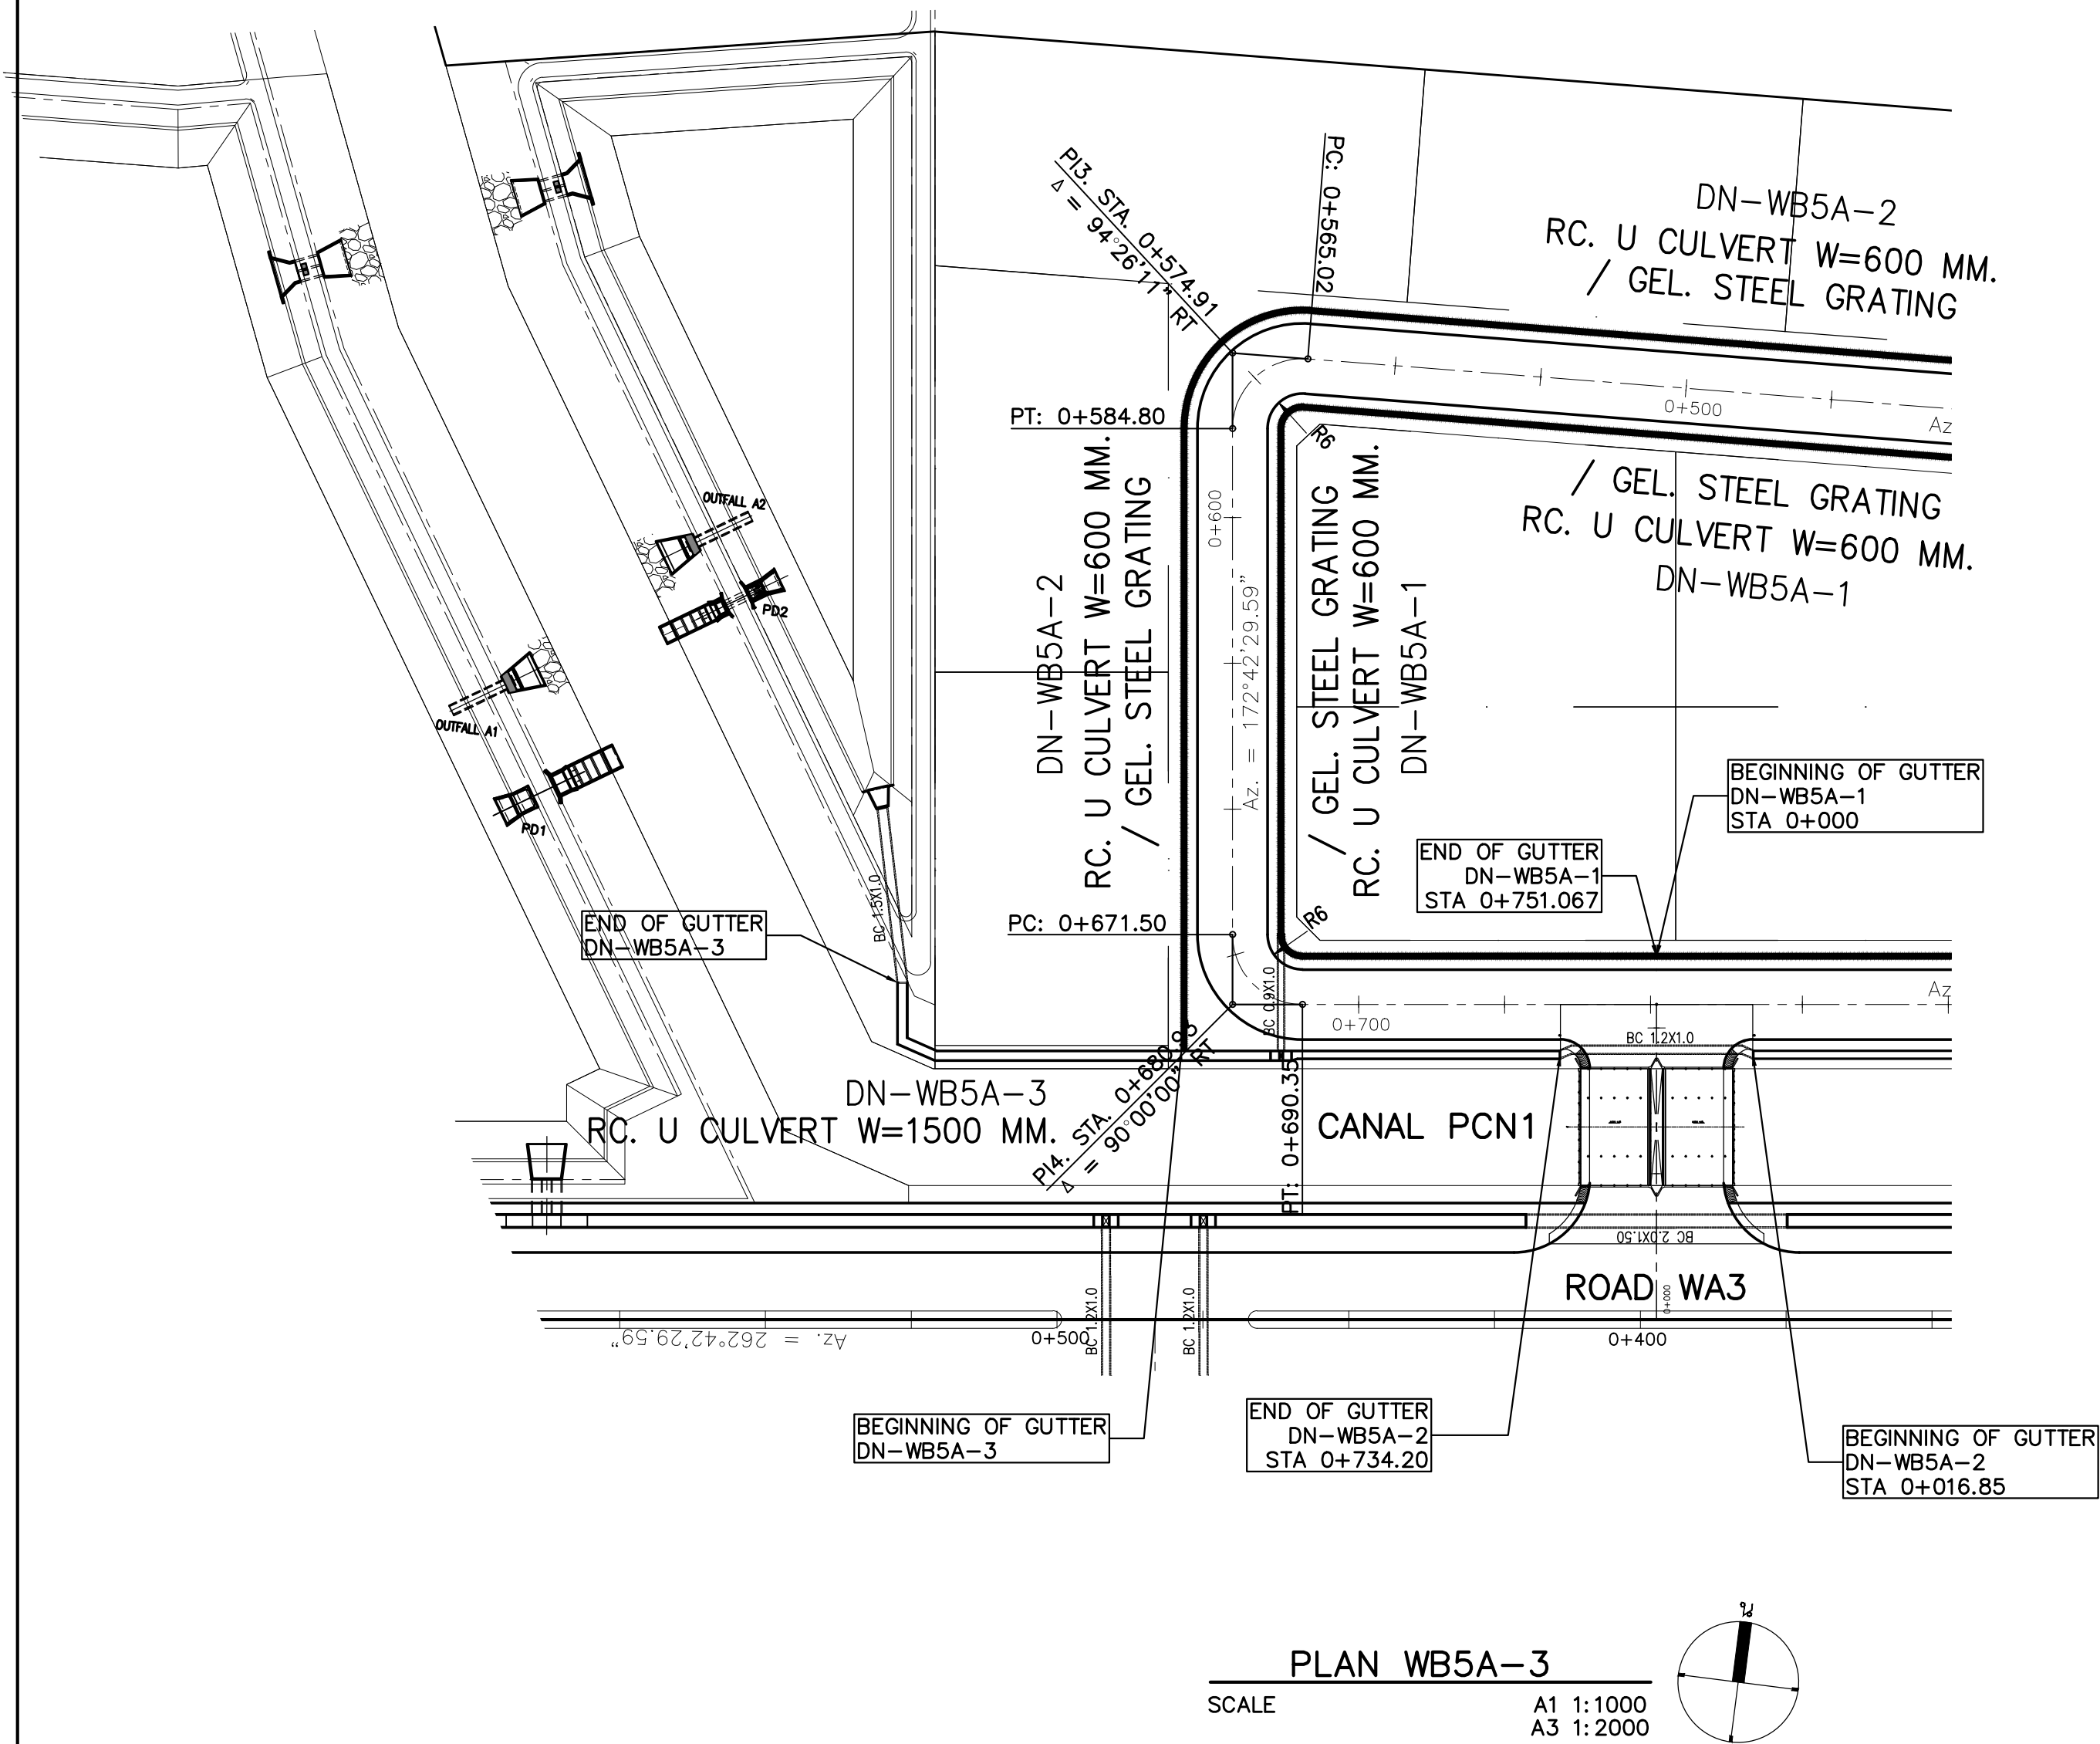 PI3. STA. 0+574.91
Δ = 94°26'11" RT
PC: 0+565.02
DN-WB5A-2
RC. U CULVERT W=600 MM.
/ GEL. STEEL GRATING
0+500
Az
R6
PT: 0+584.80
/ GEL. STEEL GRATING
RC. U CULVERT W=600 MM.
DN-WB5A-1
OUTFALL A2
PD2
OUTFALL A1
PD1
DN-WB5A-2
RC. U CULVERT W=600 MM.
/ GEL. STEEL GRATING
0+600
Az. = 172°42'29.59"
/ GEL. STEEL GRATING
RC. U CULVERT W=600 MM.
DN-WB5A-1
BEGINNING OF GUTTER
DN-WB5A-1
STA 0+000
END OF GUTTER
DN-WB5A-1
STA 0+751.067
END OF GUTTER
DN-WB5A-3
BC 1.5X1.0
PC: 0+671.50
R6
BC 0.9X1.0
Az
0+700
BC 1.2X1.0
PI4. STA. 0+680.93
Δ = 90°00'00" RT
PT: 0+690.35
DN-WB5A-3
RC. U CULVERT W=1500 MM.
CANAL PCN1
BC 2.0X1.50
ROAD WA3
0+000
Az. = 262°42'29.59"
0+500
BC 1.2X1.0
BC 1.2X1.0
0+400
BEGINNING OF GUTTER
DN-WB5A-3
END OF GUTTER
DN-WB5A-2
STA 0+734.20
BEGINNING OF GUTTER
DN-WB5A-2
STA 0+016.85
น
PLAN WB5A-3
SCALE
A1 1:1000
A3 1:2000